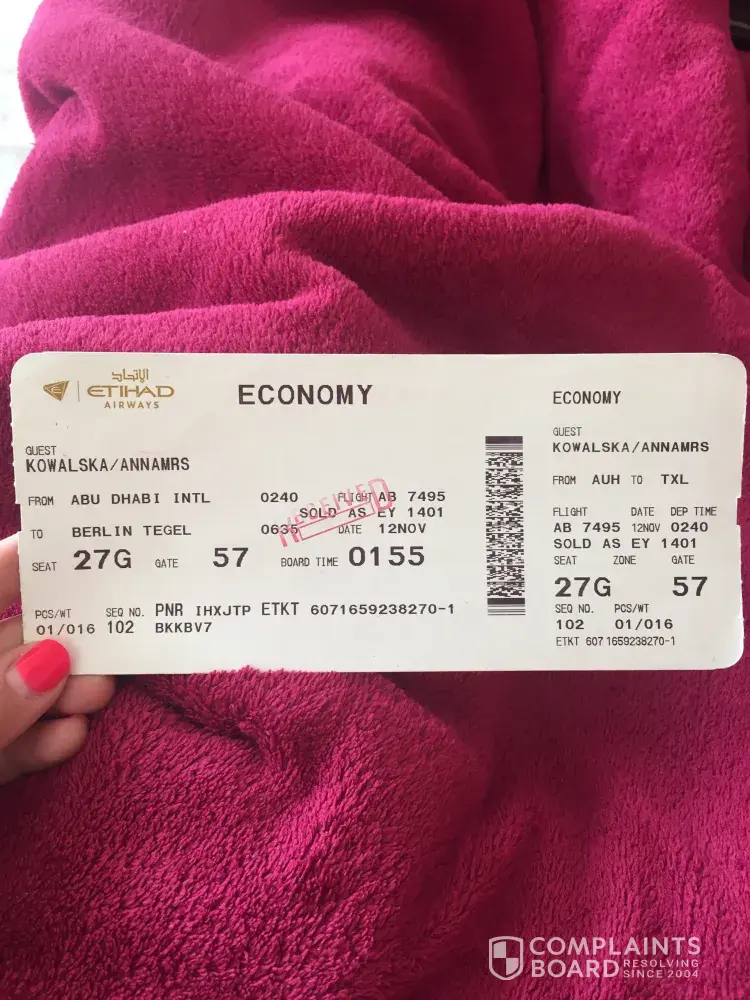 الاتحاد
ETIHAD
AIRWAYS
ECONOMY
GUEST
KOWALSKA/ANNAMRS
FROM ABU DHABI INTL 0240 FLIGHT AB 7495
SOLD AS EY 1401
TO BERLIN TEGEL 0635 DATE 12NOV
RECEIVED
SEAT 27G GATE 57 BOARD TIME 0155
PCS/WT SEQ NO. PNR IHXJTP ETKT 6071659238270-1
01/016 102 BKKBV7
ECONOMY
GUEST
KOWALSKA/ANNAMRS
FROM AUH TO TXL
FLIGHT DATE DEP TIME
AB 7495 12NOV 0240
SOLD AS EY 1401
SEAT ZONE GATE
27G 57
SEQ NO. PCS/WT
102 01/016
ETKT 607 1659238270-1
COMPLAINTS
BOARD RESOLVING
SINCE 2004